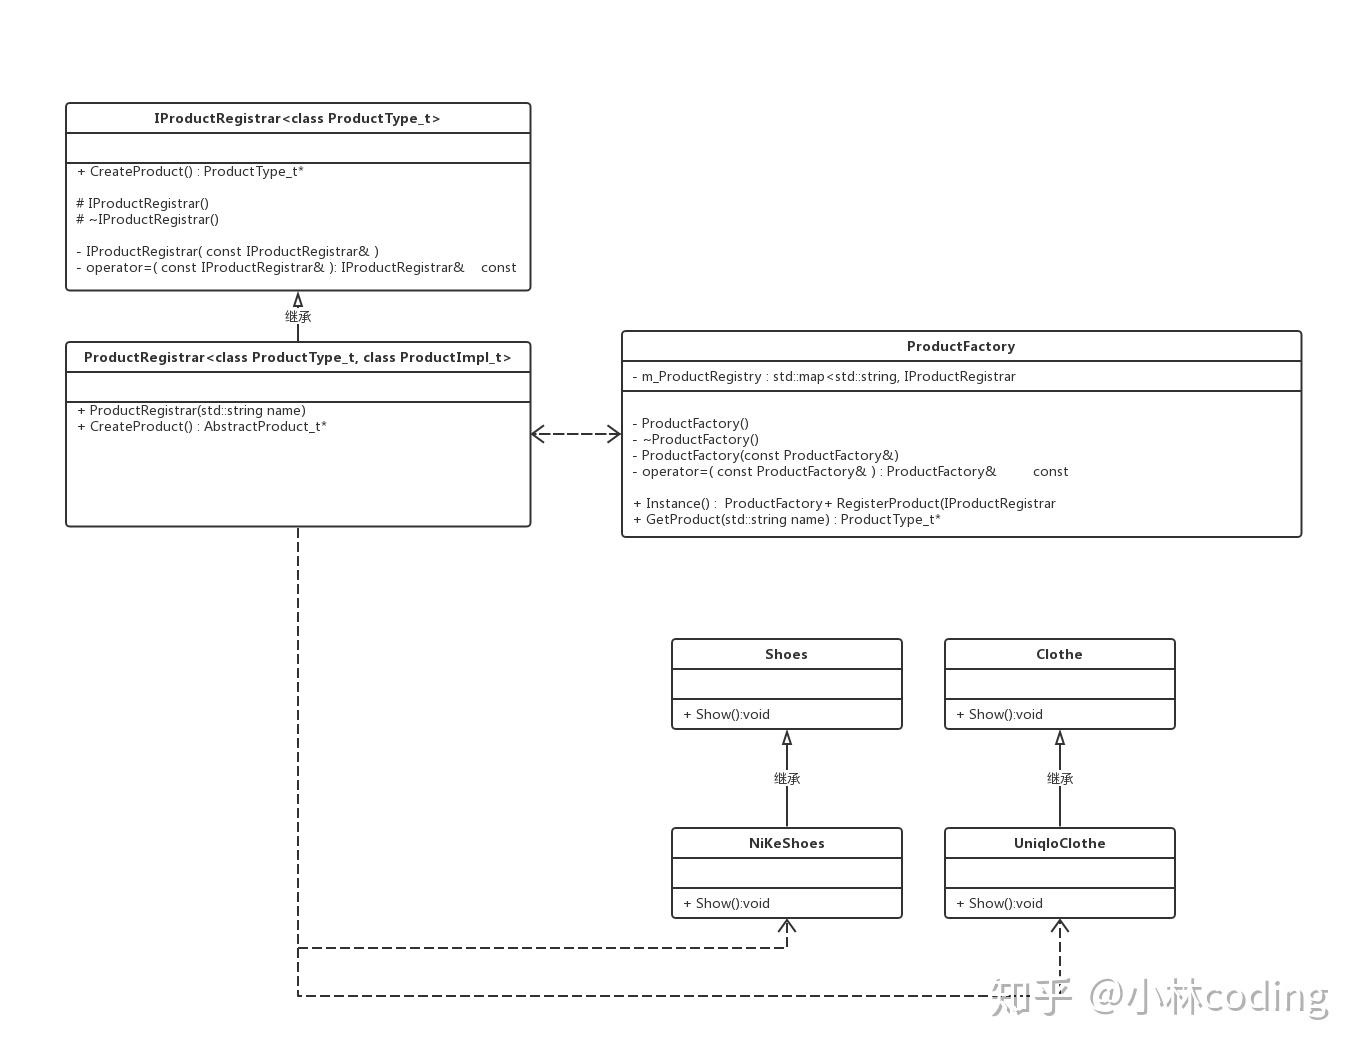 IProductRegistrar<class ProductType_t>
+ CreateProduct() : ProductType_t*
# IProductRegistrar()
# ~IProductRegistrar()
- IProductRegistrar( const IProductRegistrar& )
- operator=( const IProductRegistrar& ): IProductRegistrar& const
继承
ProductRegistrar<class ProductType_t, class ProductImpl_t>
+ ProductRegistrar(std::string name)
+ CreateProduct() : AbstractProduct_t*
ProductFactory
- m_ProductRegistry : std::map<std::string, IProductRegistrar
- ProductFactory()
- ~ProductFactory()
- ProductFactory(const ProductFactory&)
- operator=( const ProductFactory& ) : ProductFactory& const
+ Instance() : ProductFactory+ RegisterProduct(IProductRegistrar
+ GetProduct(std::string name) : ProductType_t*
Shoes
+ Show():void
继承
NiKeShoes
+ Show():void
Clothe
+ Show():void
继承
UniqloClothe
+ Show():void
知乎 @小林coding